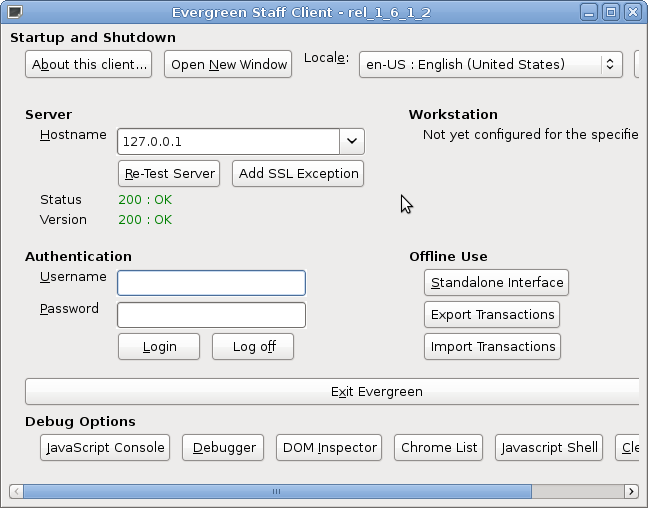 Evergreen Staff Client - rel_1_6_1_2
Startup and Shutdown
About this client... Open New Window Locale: en-US : English (United States)
Server Workstation
Hostname 127.0.0.1 Not yet configured for the specifie
Re-Test Server Add SSL Exception
Status 200 : OK
Version 200 : OK
Authentication Offline Use
Username Standalone Interface
Password Export Transactions
Login Log off Import Transactions
Exit Evergreen
Debug Options
JavaScript Console Debugger DOM Inspector Chrome List Javascript Shell Cle